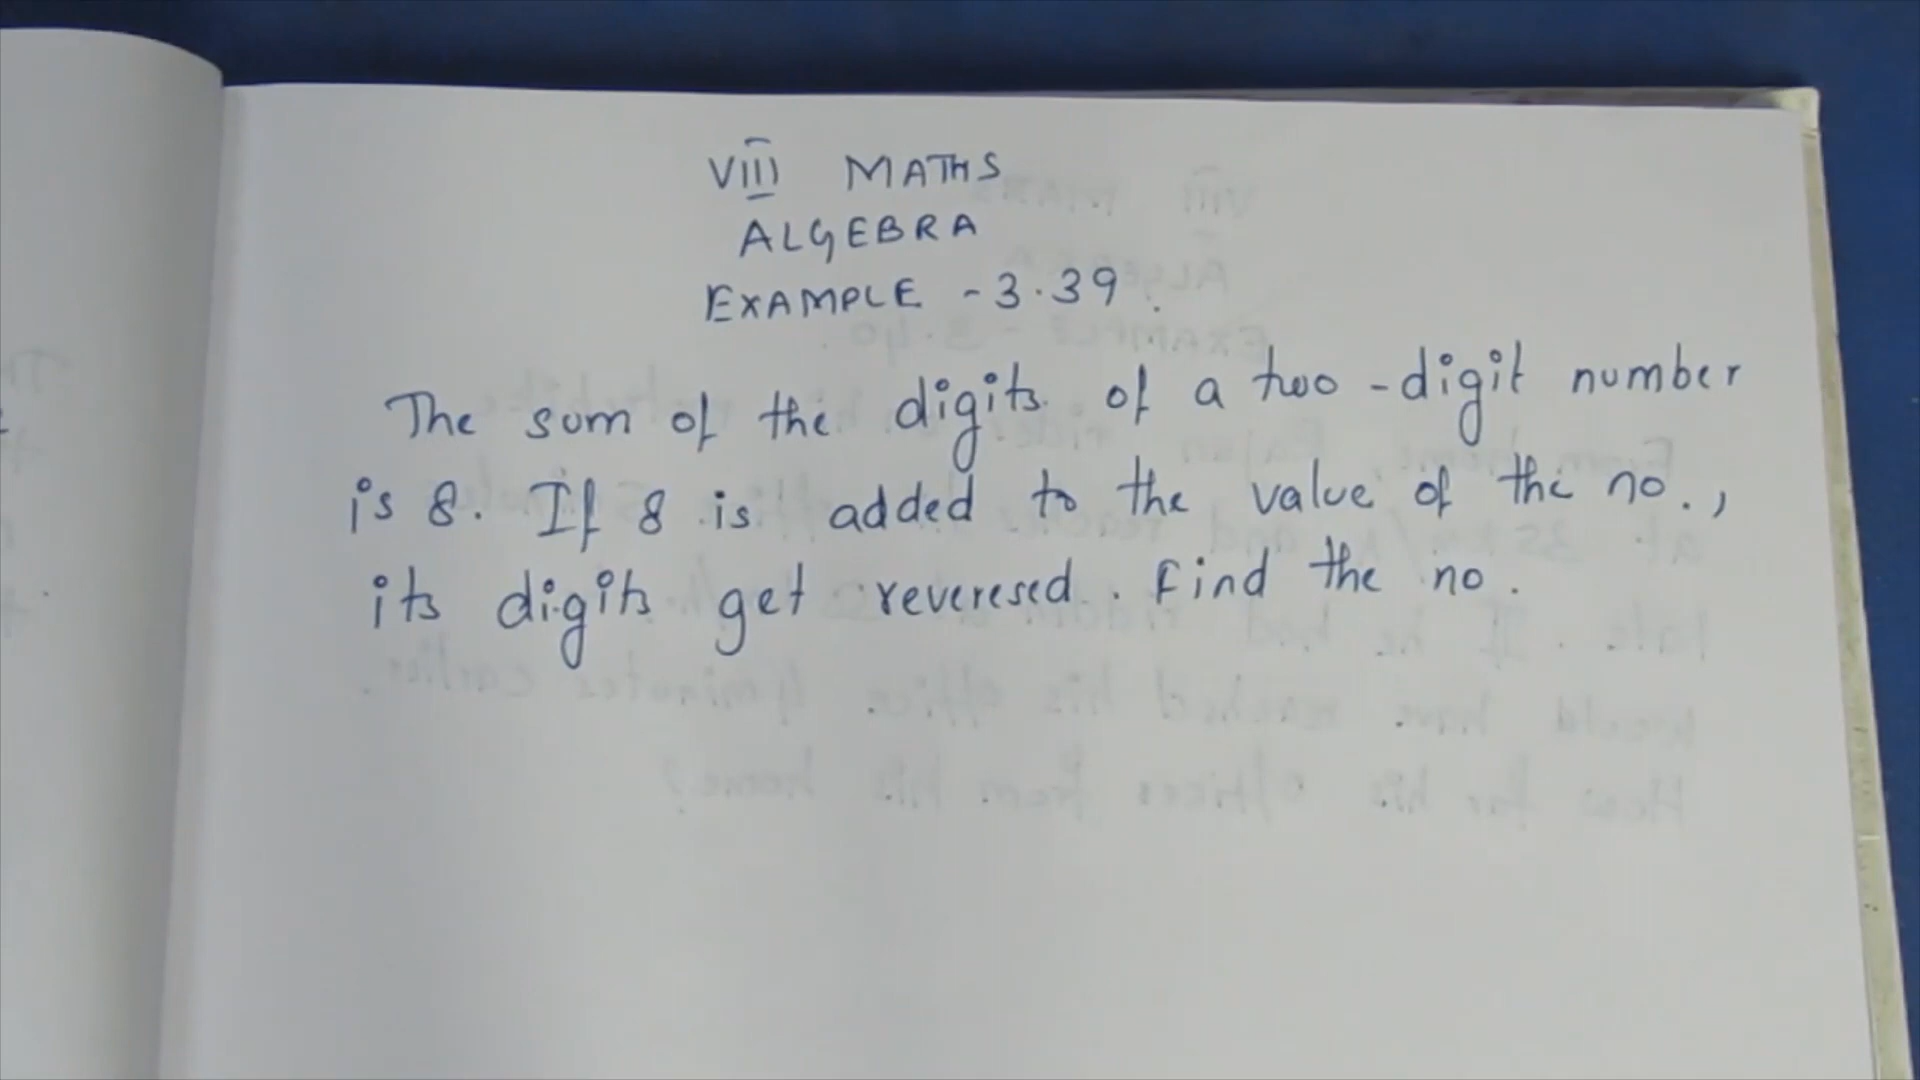 VIII MATHS
ALGEBRA
EXAMPLE - 3.39.
The sum of the digits of a two-digit number
is 8. If 8 is added to the value of the no.,
its digits get reveresed. Find the no.